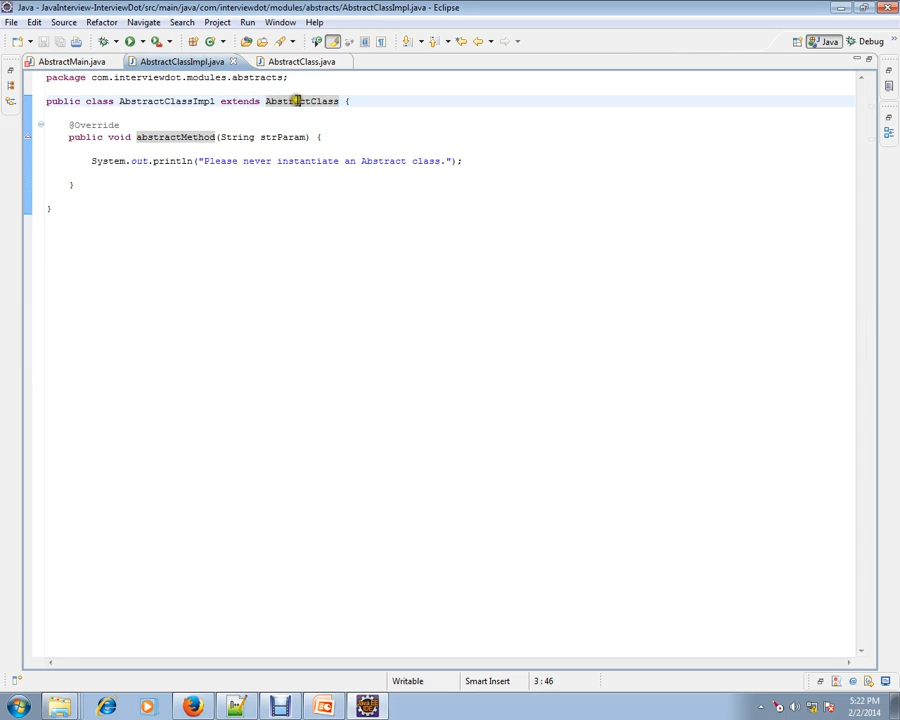 Java - JavaInterview-InterviewDot/src/main/java/com/interviewdot/modules/abstracts/AbstractClassImpl.java - Eclipse
File Edit Source Refactor Navigate Search Project Run Window Help
Java Debug
AbstractMain.java AbstractClassImpl.java AbstractClass.java
package com.interviewdot.modules.abstracts;
public class AbstractClassImpl extends AbstractClass {
@Override
public void abstractMethod(String strParam) {
System.out.println("Please never instantiate an Abstract class.");
}
}
Writable Smart Insert 3 : 46
5:22 PM
2/2/2014